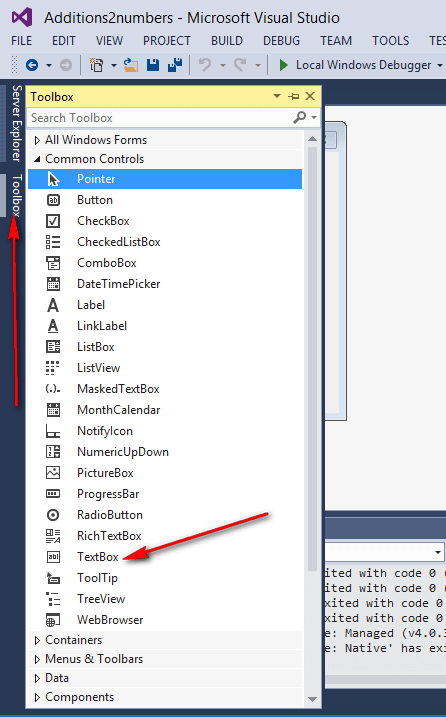 Additions2numbers - Microsoft Visual Studio
FILE EDIT VIEW PROJECT BUILD DEBUG TEAM TOOLS
Local Windows Debugger
Server Explorer
Toolbox
Toolbox
Search Toolbox
All Windows Forms
Common Controls
Pointer
Button
CheckBox
CheckedListBox
ComboBox
DateTimePicker
Label
LinkLabel
ListBox
ListView
MaskedTextBox
MonthCalendar
NotifyIcon
NumericUpDown
PictureBox
ProgressBar
RadioButton
RichTextBox
TextBox
ToolTip
TreeView
WebBrowser
Containers
Menus & Toolbars
Data
Components
ited with code 0 (
ited with code 0
xited with code 0
xited with code 0 (
e: Managed (v4.0.3
e: Native' has exi